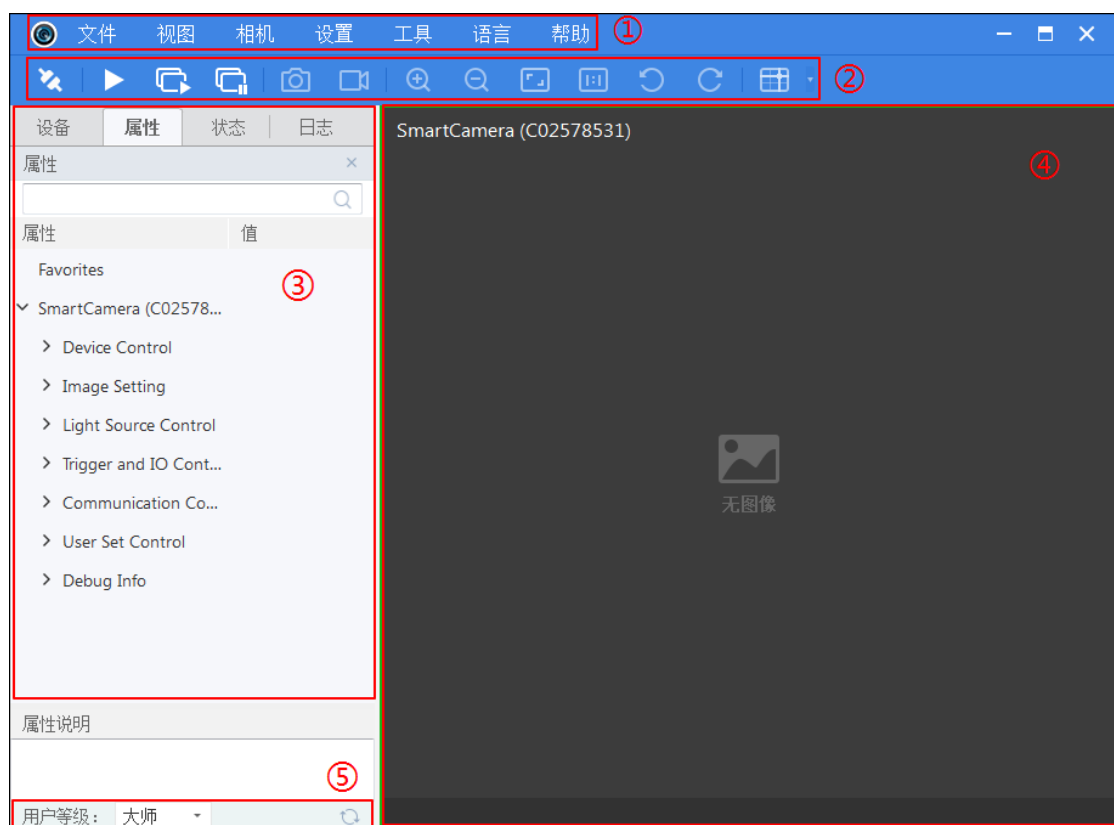 文件 视图 相机 设置 工具 语言 帮助 ①
1:1 ②
设备 属性 状态 日志
SmartCamera (C02578531)
④
属性 ×
属性 值
Favorites
③
SmartCamera (C02578...
Device Control
Image Setting
Light Source Control
Trigger and IO Cont...
Communication Co...
User Set Control
Debug Info
无图像
属性说明
⑤
用户等级: 大师